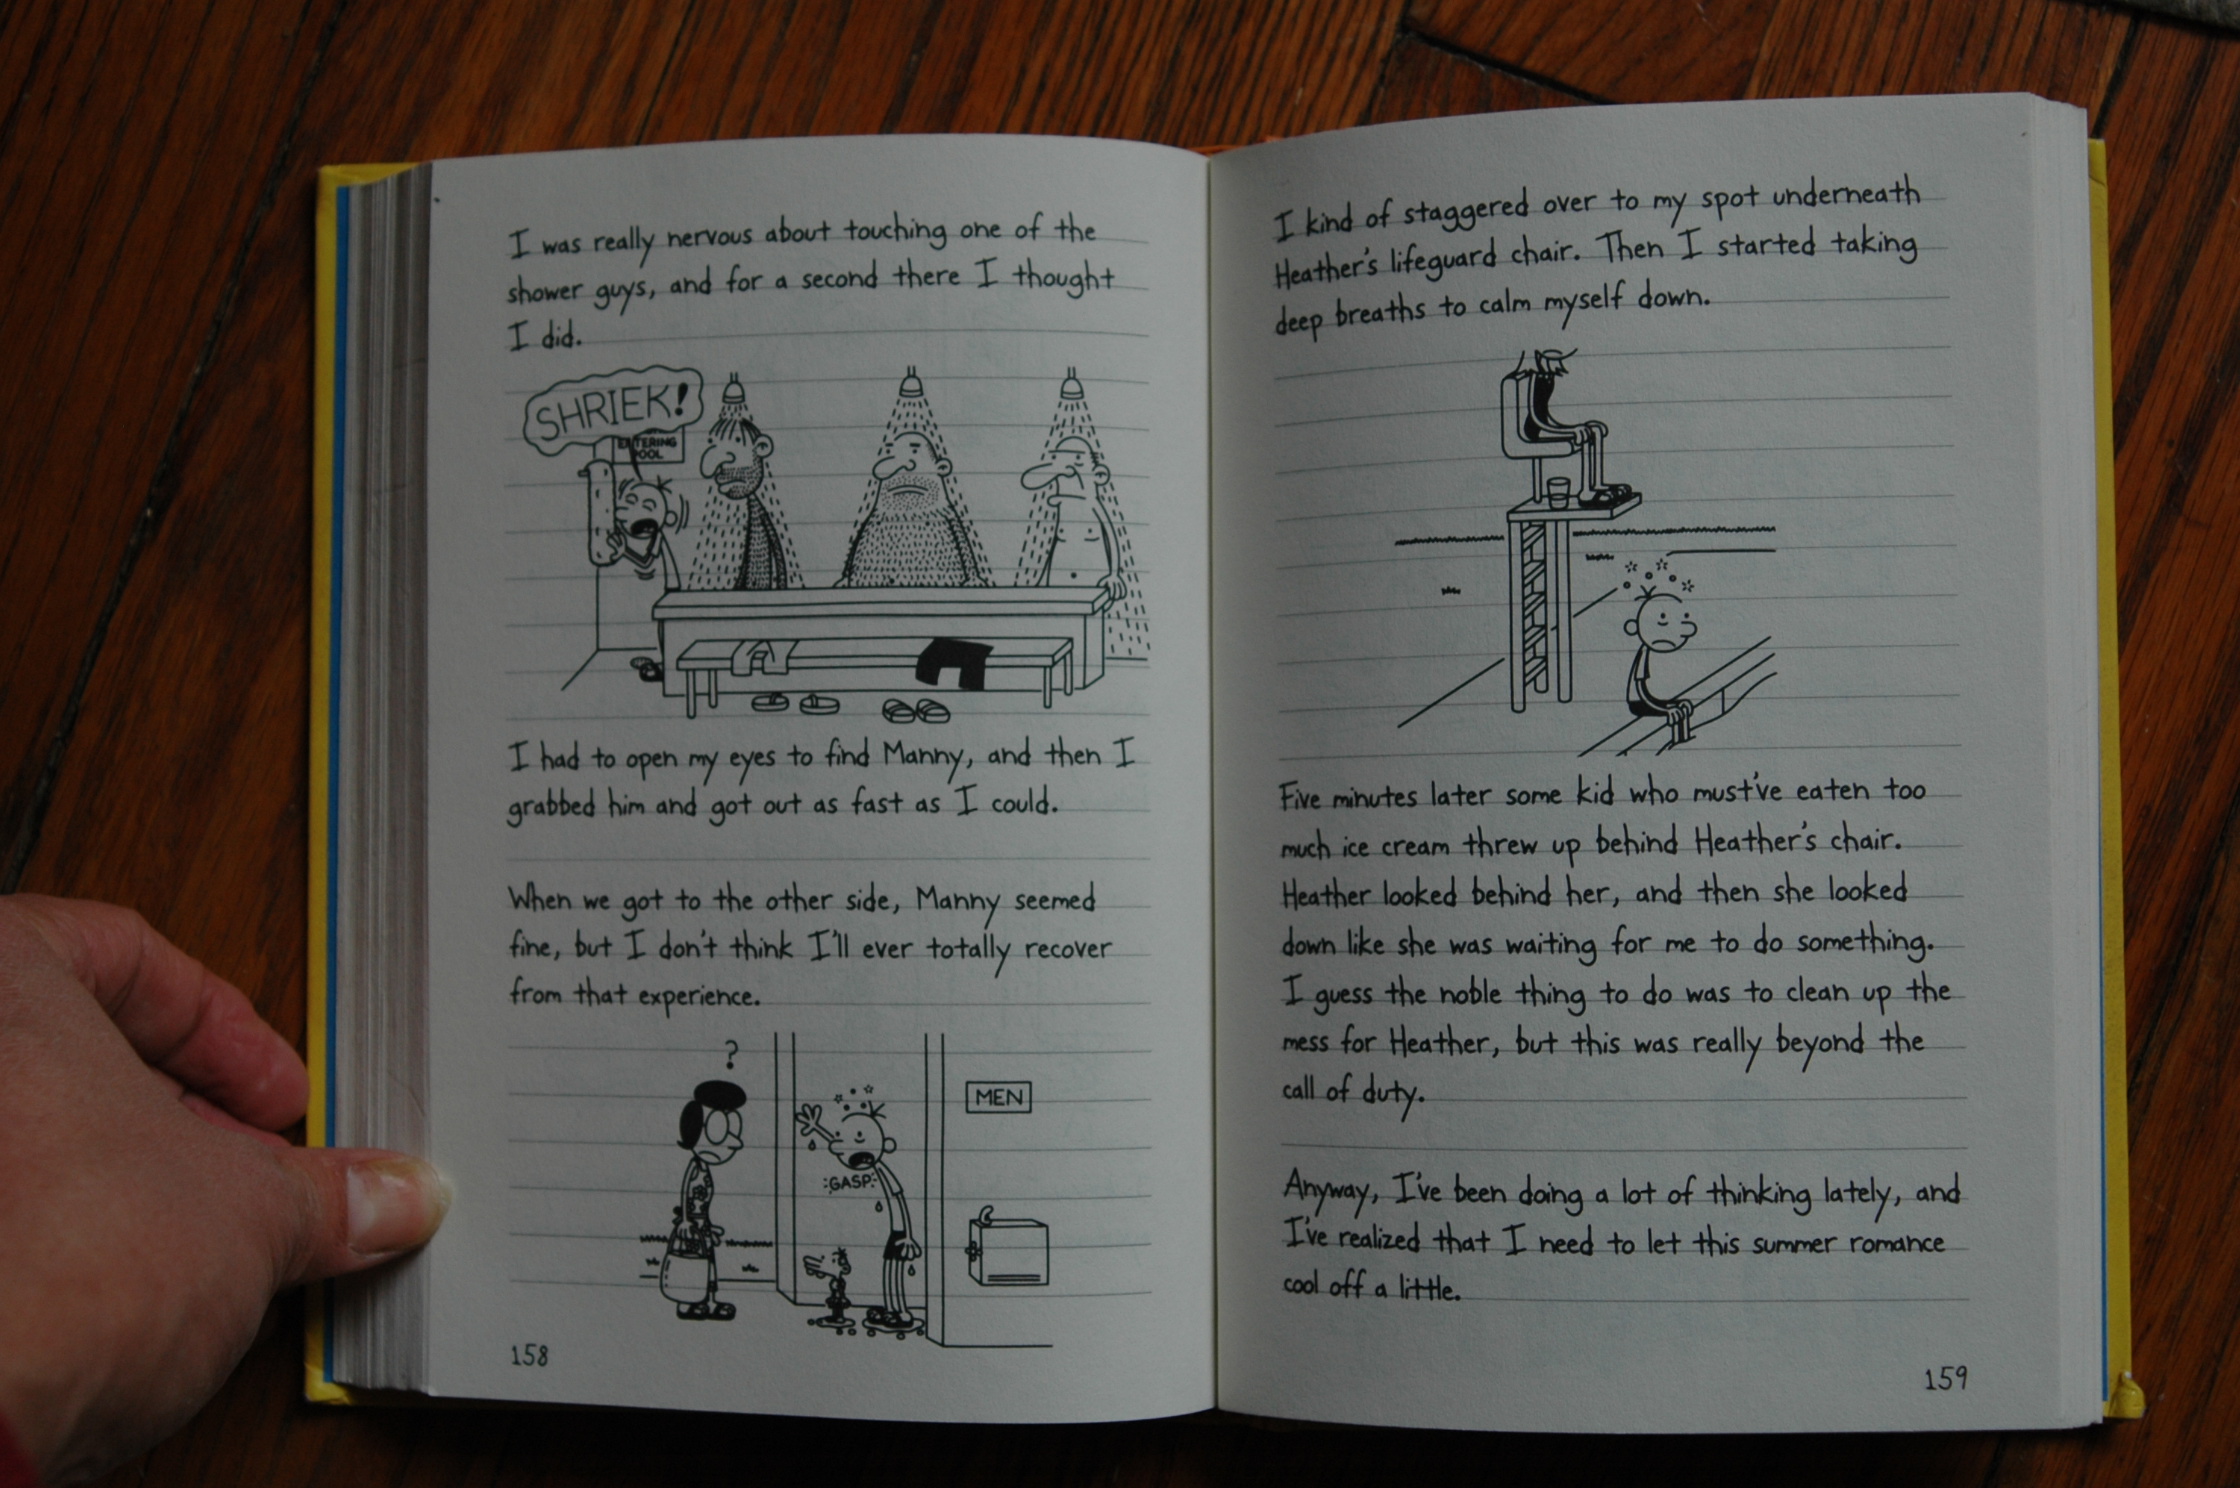 I was really nervous about touching one of the
shower guys, and for a second there I thought
I did.
SHRIEK!
POOL
I had to open my eyes to find Manny, and then I
grabbed him and got out as fast as I could.
When we got to the other side, Manny seemed
fine, but I don't think I'll ever totally recover
from that experience.
?
MEN
GASP
158
I kind of staggered over to my spot underneath
Heather's lifeguard chair. Then I started taking
deep breaths to calm myself down.
Five minutes later some kid who must've eaten too
much ice cream threw up behind Heather's chair.
Heather looked behind her, and then she looked
down like she was waiting for me to do something.
I guess the noble thing to do was to clean up the
mess for Heather, but this was really beyond the
call of duty.
Anyway, I've been doing a lot of thinking lately, and
I've realized that I need to let this summer romance
cool off a little.
159